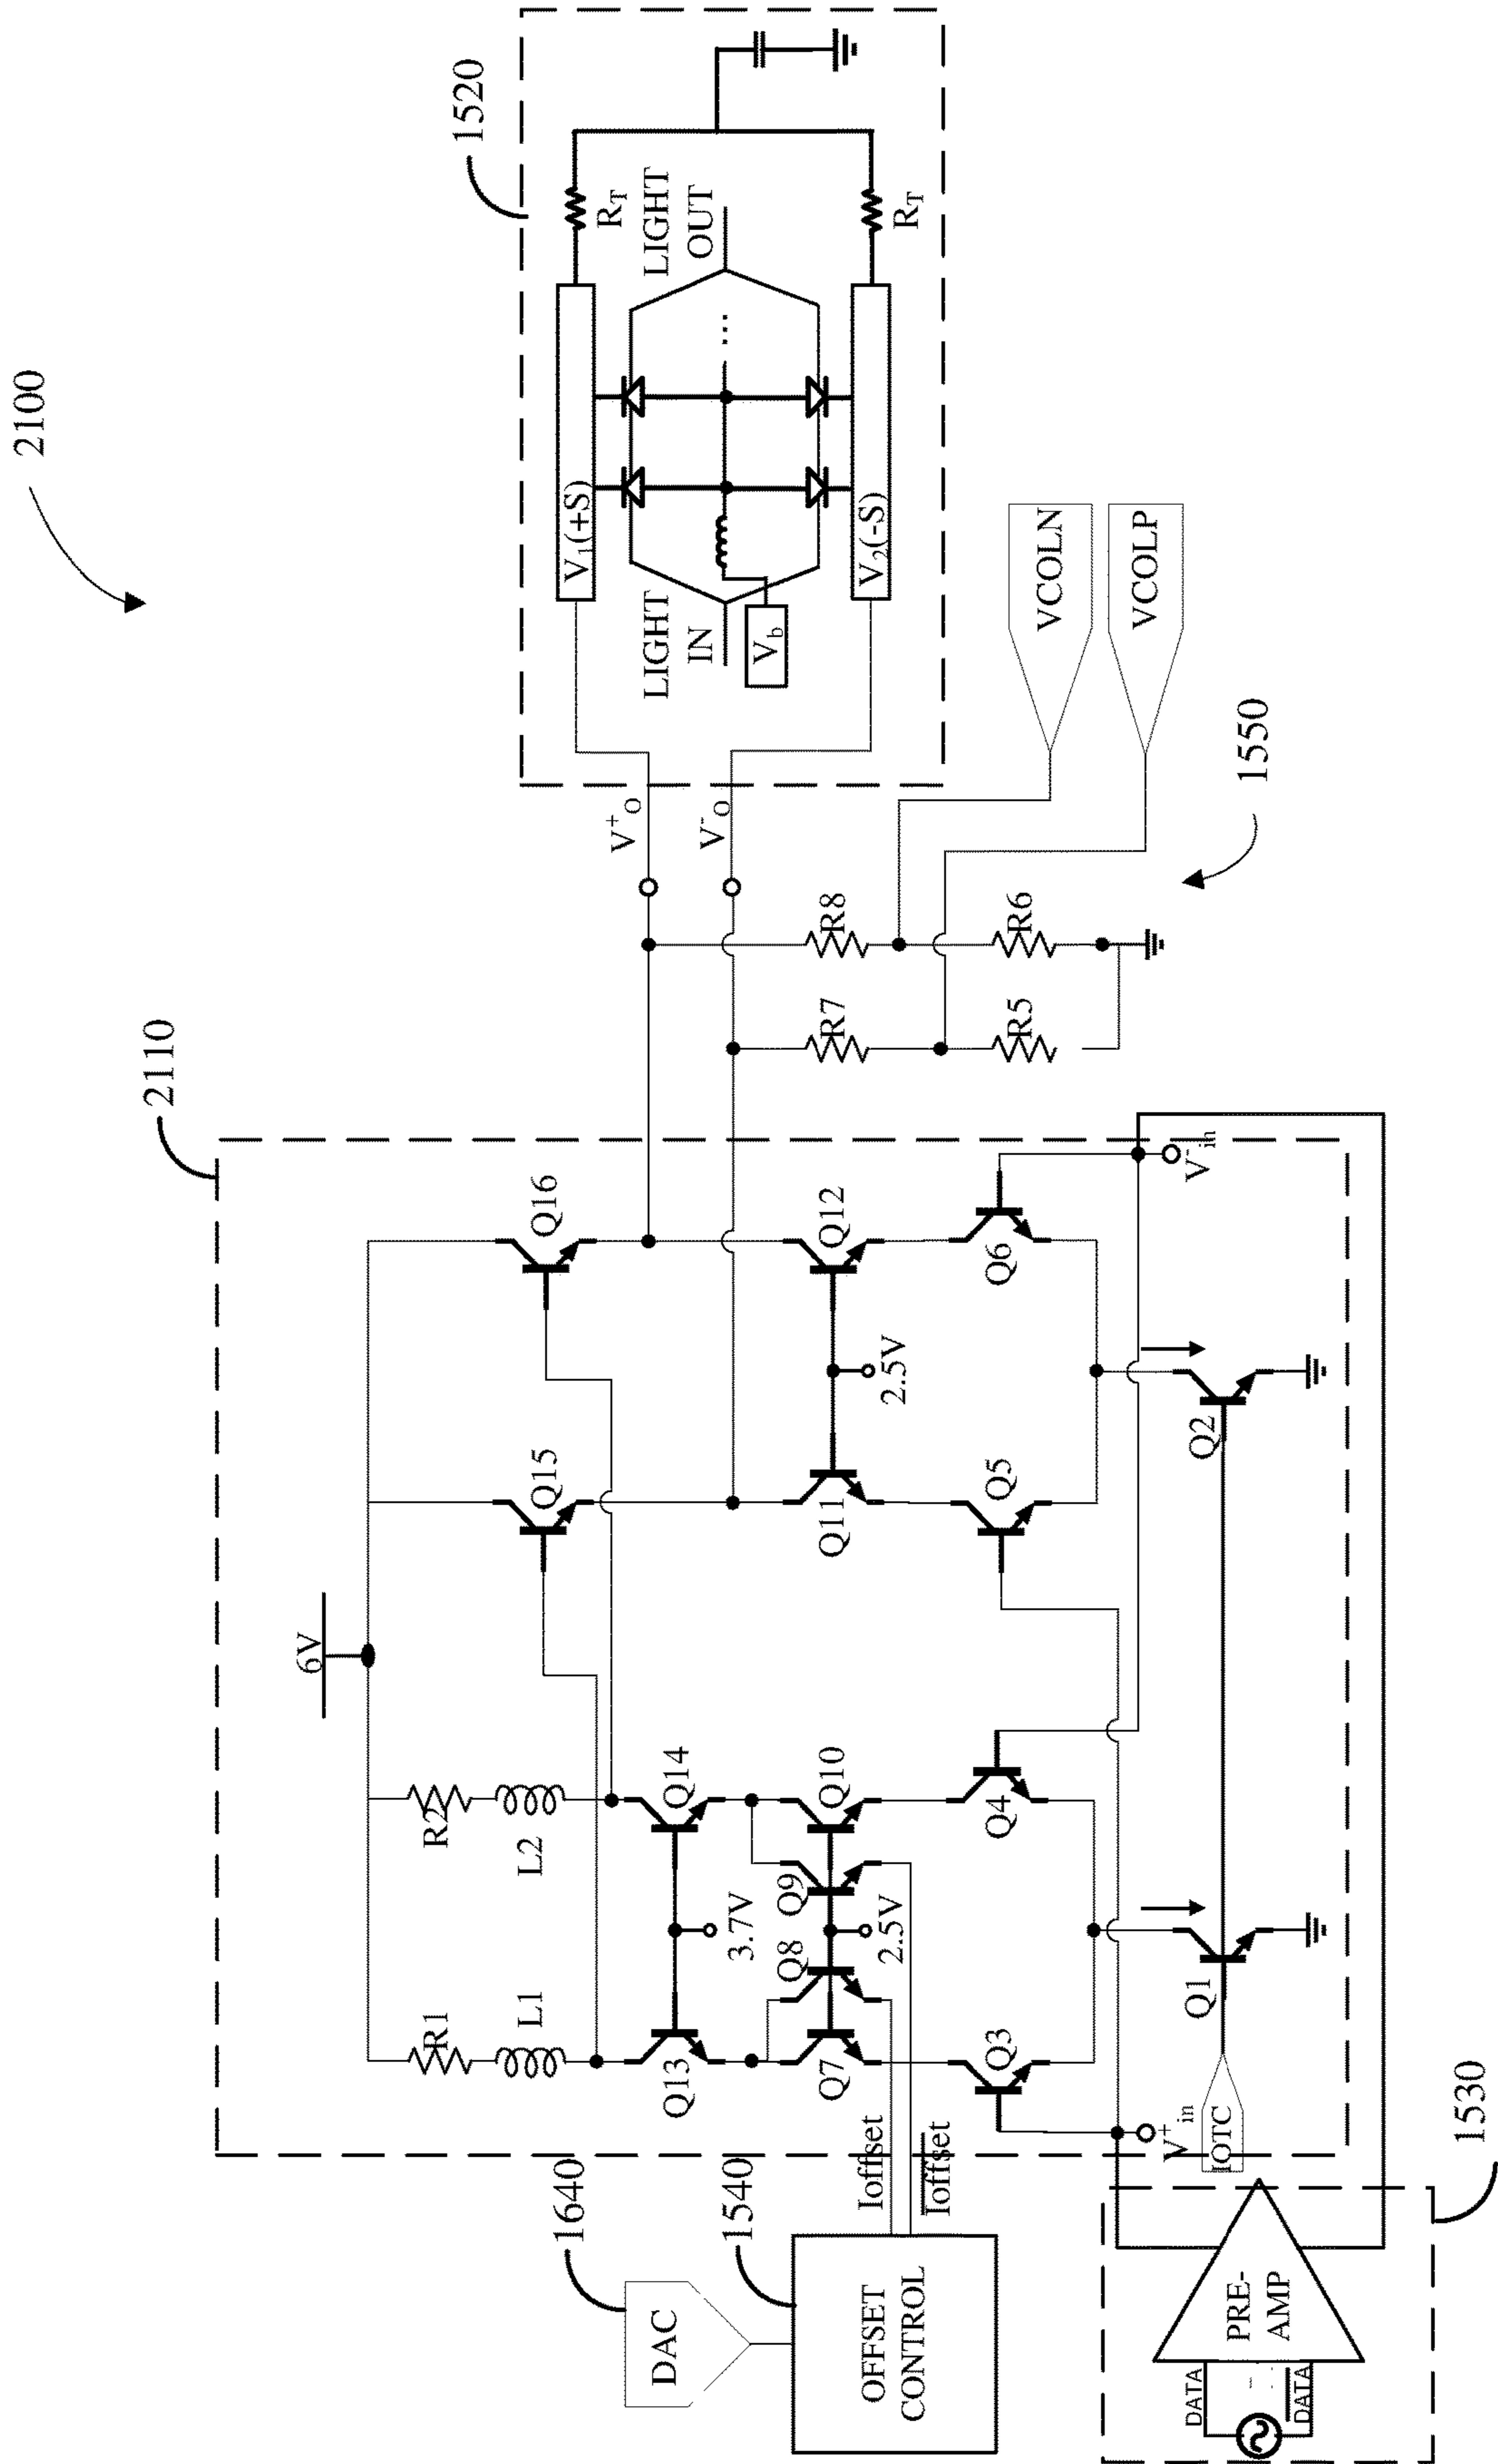 2100
2110
1520
6V
R1
L1
R2
L2
Q13
Q14
Q15
Q16
3.7V
Q7
Q8
Q9
Q10
2.5V
Q11
Q12
2.5V
Q3
Q4
Q5
Q6
Q1
Q2
V+in
V-in
IOTC
1640
DAC
1540
OFFSET
CONTROL
Ioffset
Ioffset
PRE-
AMP
DATA
DATA
1530
V+O
V-O
R7
R8
R5
R6
1550
VCOLN
VCOLP
V1(+S)
V2(-S)
LIGHT
IN
Vb
LIGHT
OUT
...
RT
RT